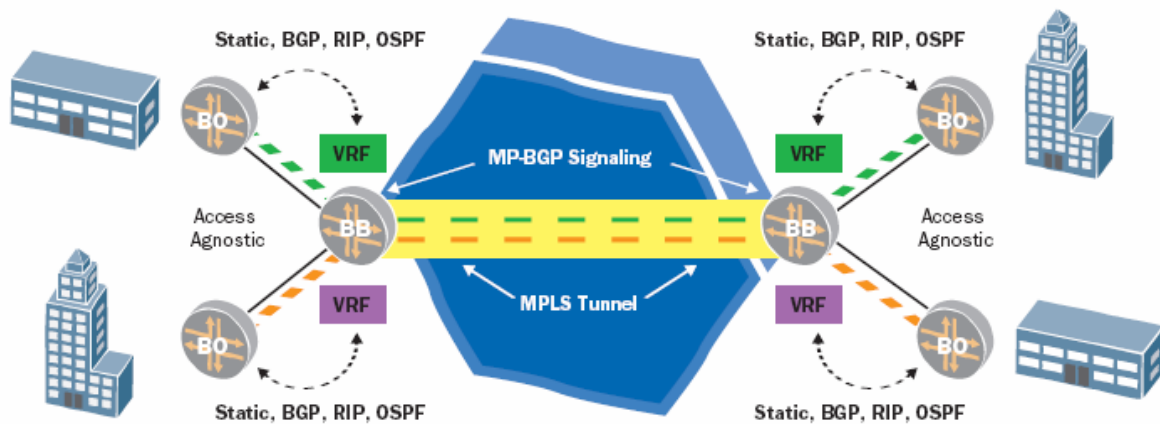 Static, BGP, RIP, OSPF
Static, BGP, RIP, OSPF
BO
BO
VRF
MP-BGP Signaling
VRF
Access
Agnostic
BB
BB
Access
Agnostic
VRF
MPLS Tunnel
VRF
BO
BO
Static, BGP, RIP, OSPF
Static, BGP, RIP, OSPF